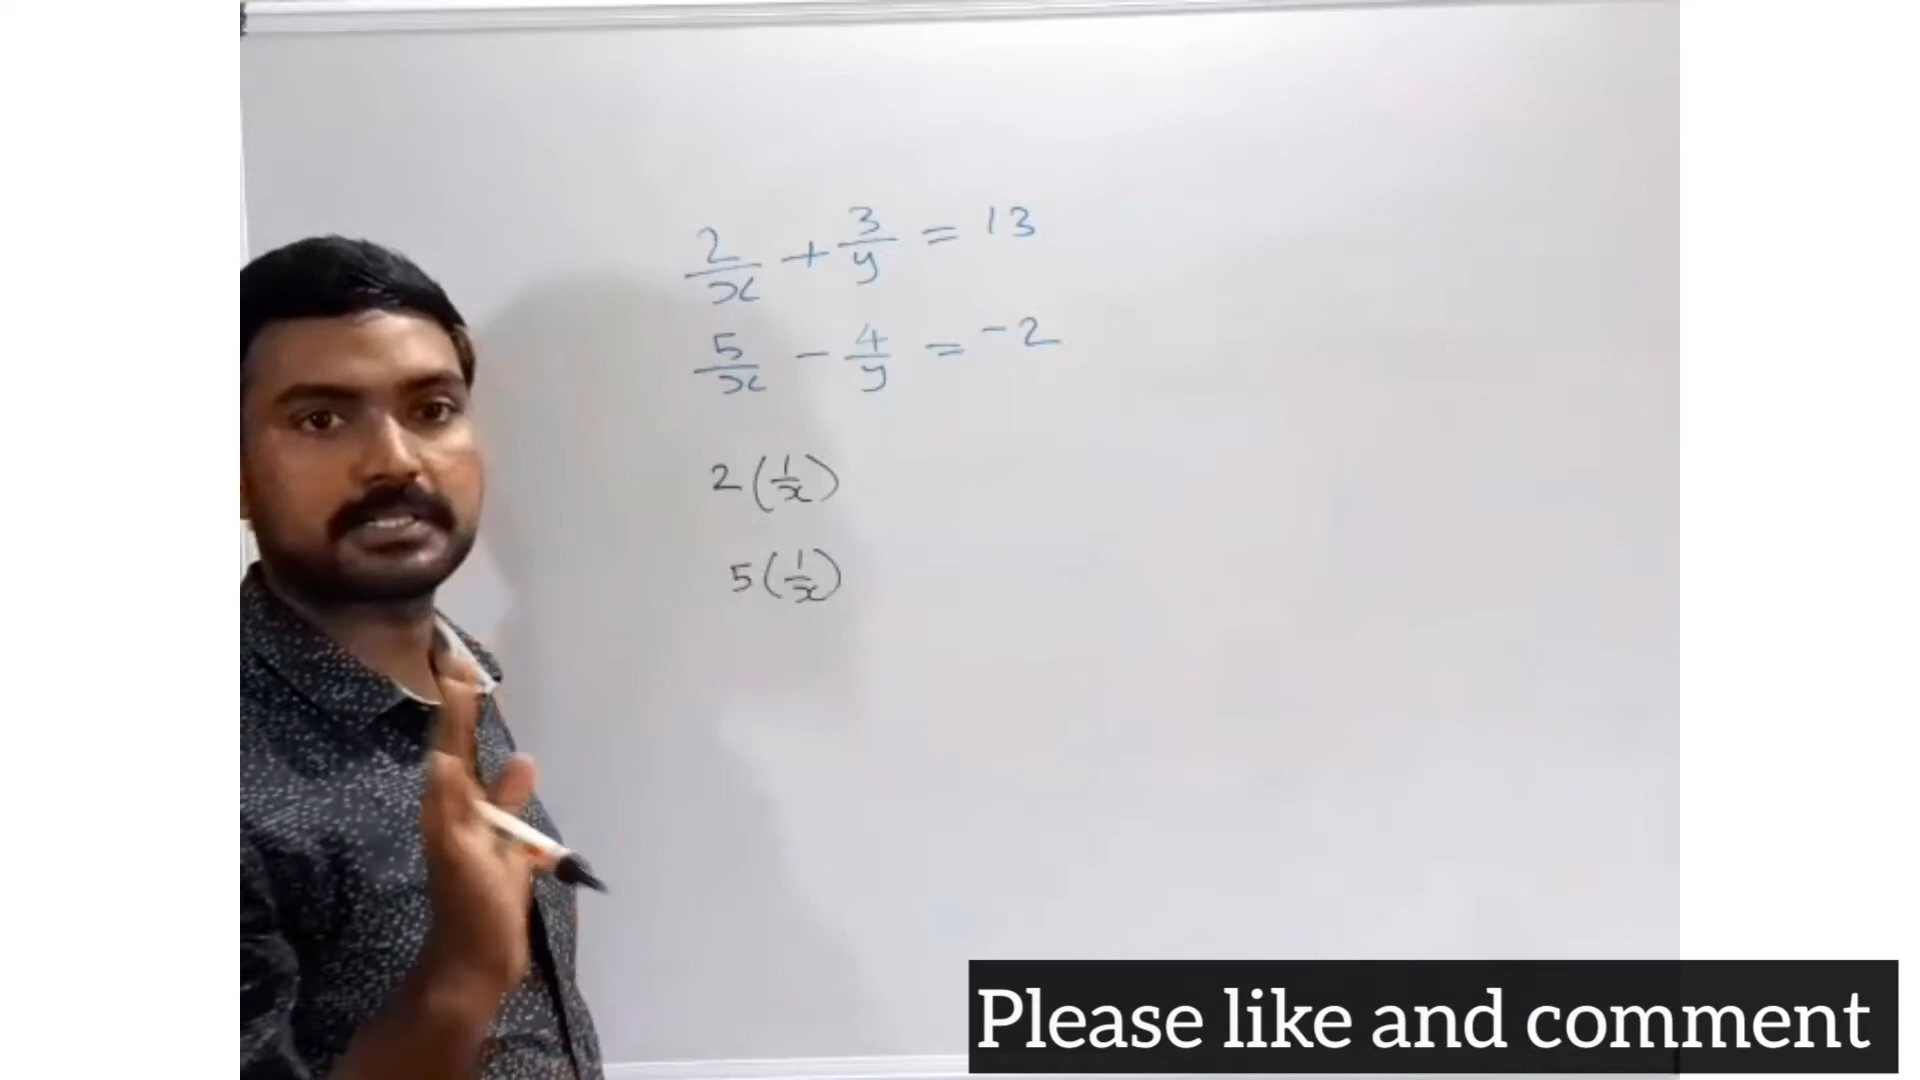 2/x + 3/y = 13
5/x - 4/y = -2
2(1/x)
5(1/x)
Please like and comment